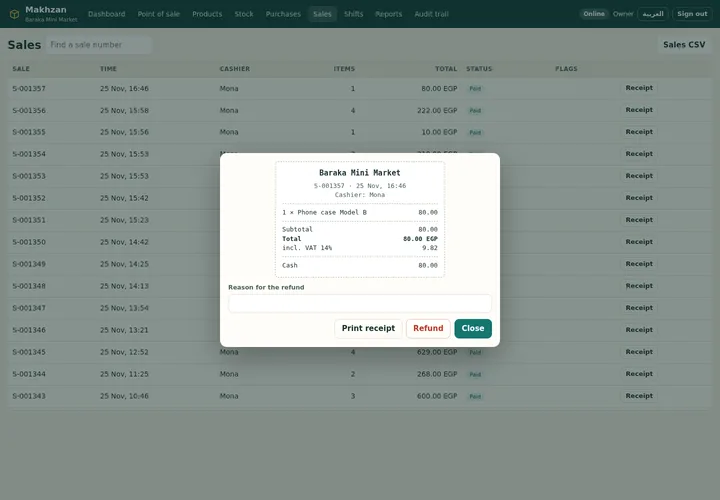 Makhzan
Baraka Mini Market
Dashboard Point of sale Products Stock Purchases Sales Shifts Reports Audit trail
Online Owner العربية Sign out
Sales Find a sale number Sales CSV
SALE TIME CASHIER ITEMS TOTAL STATUS FLAGS
S-001357 25 Nov, 16:46 Mona 1 80.00 EGP Paid Receipt
S-001356 25 Nov, 15:58 Mona 4 222.00 EGP Paid Receipt
S-001355 25 Nov, 15:56 Mona 1 10.00 EGP Paid Receipt
S-001354 25 Nov, 15:53 Receipt
S-001353 25 Nov, 15:53 Receipt
S-001352 25 Nov, 15:42 Receipt
S-001351 25 Nov, 15:23 Receipt
S-001350 25 Nov, 14:42 Receipt
S-001349 25 Nov, 14:25 Receipt
S-001348 25 Nov, 14:13 Receipt
S-001347 25 Nov, 13:54 Receipt
S-001346 25 Nov, 13:21 Receipt
S-001345 25 Nov, 12:52 Mona 4 629.00 EGP Paid Receipt
S-001344 25 Nov, 11:25 Mona 2 268.00 EGP Paid Receipt
S-001343 25 Nov, 10:46 Mona 3 600.00 EGP Paid Receipt
Baraka Mini Market
S-001357 · 25 Nov, 16:46
Cashier: Mona
1 × Phone case Model B 80.00
Subtotal 80.00
Total 80.00 EGP
incl. VAT 14% 9.82
Cash 80.00
Reason for the refund
Print receipt Refund Close